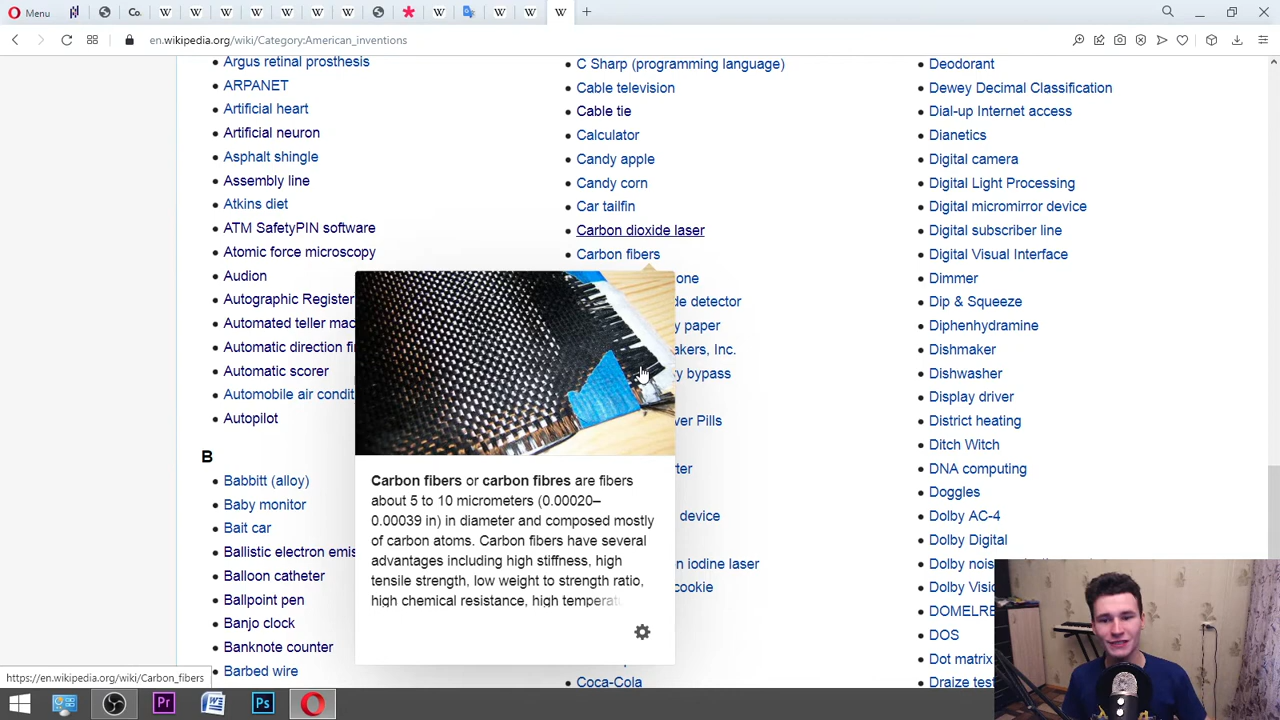 Menu
Co.
en.wikipedia.org/wiki/Category:American_inventions
Argus retinal prosthesis
ARPANET
Artificial heart
Artificial neuron
Asphalt shingle
Assembly line
Atkins diet
ATM SafetyPIN software
Atomic force microscopy
Audion
Autographic Register
Automated teller mac
Automatic direction fi
Automatic scorer
Automobile air condit
Autopilot
B
Babbitt (alloy)
Baby monitor
Bait car
Ballistic electron emis
Balloon catheter
Ballpoint pen
Banjo clock
Banknote counter
Barbed wire
C Sharp (programming language)
Cable television
Cable tie
Calculator
Candy apple
Candy corn
Car tailfin
Carbon dioxide laser
Carbon fibers
one
de detector
y paper
akers, Inc.
ry bypass
ver Pills
rter
device
n iodine laser
cookie
Coca-Cola
Carbon fibers or carbon fibres are fibers
about 5 to 10 micrometers (0.00020–
0.00039 in) in diameter and composed mostly
of carbon atoms. Carbon fibers have several
advantages including high stiffness, high
tensile strength, low weight to strength ratio,
high chemical resistance, high temperat
Deodorant
Dewey Decimal Classification
Dial-up Internet access
Dianetics
Digital camera
Digital Light Processing
Digital micromirror device
Digital subscriber line
Digital Visual Interface
Dimmer
Dip & Squeeze
Diphenhydramine
Dishmaker
Dishwasher
Display driver
District heating
Ditch Witch
DNA computing
Doggles
Dolby AC-4
Dolby Digital
Dolby nois
Dolby Visi
DOMELRE
DOS
Dot matrix
Draize test
https://en.wikipedia.org/wiki/Carbon_fibers
Pr
Ps